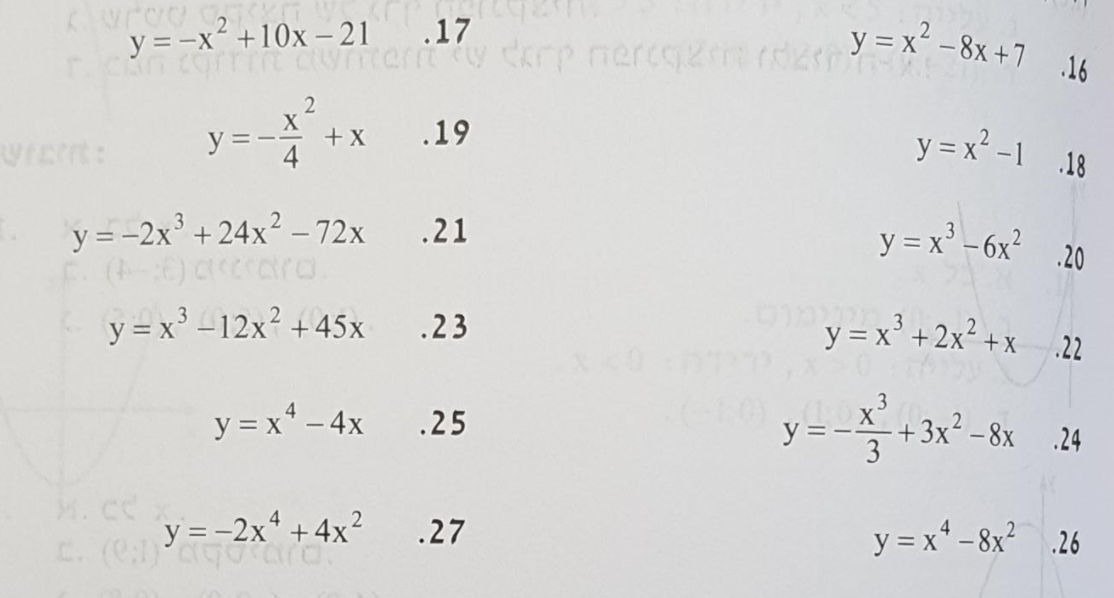 .16 y = x² – 8x + 7
.17 y = –x² + 10x – 21
.18 y = x² – 1
.19 y = –x²/4 + x
.20 y = x³ – 6x²
.21 y = –2x³ + 24x² – 72x
.22 y = x³ + 2x² + x
.23 y = x³ – 12x² + 45x
.24 y = –x³/3 + 3x² – 8x
.25 y = x⁴ – 4x
.26 y = x⁴ – 8x²
.27 y = –2x⁴ + 4x²